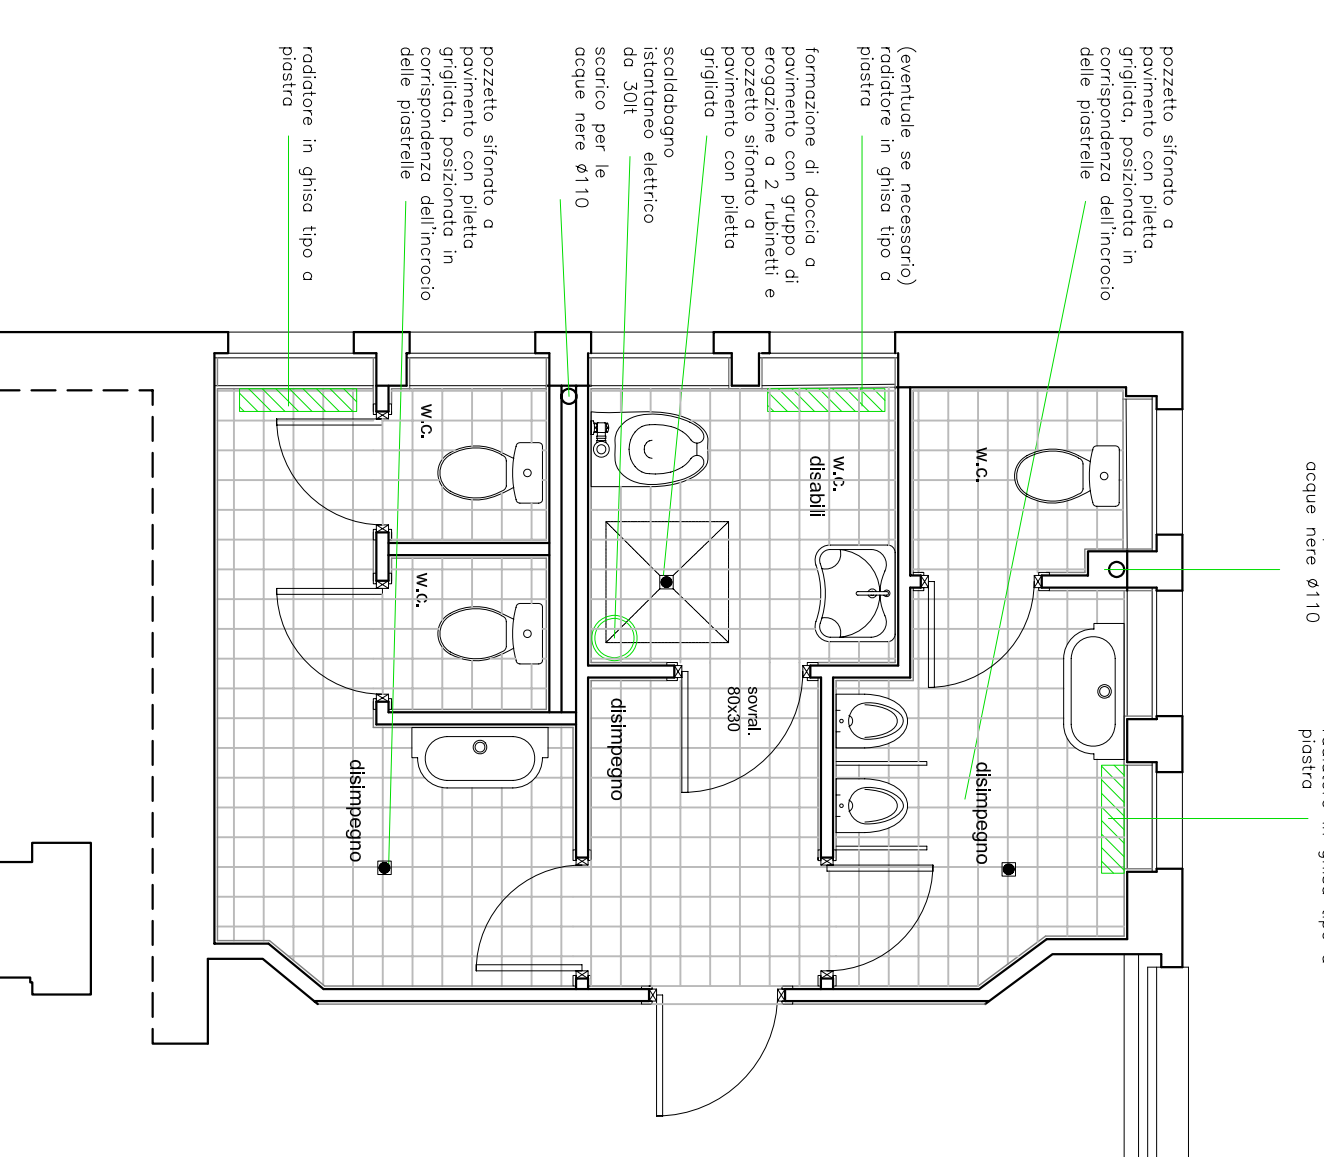 radiatore in ghisa tipo a
piastra
pozzetto sifonato a
pavimento con piletta
grigliata, posizionata in
corrispondenza dell'incrocio
delle piastrelle
scarico per le
acque nere Ø110
scaldabagno
istantaneo elettrico
da 30lt
formazione di doccia a
pavimento con gruppo di
erogazione a 2 rubinetti e
pozzetto sifonato a
pavimento con piletta
grigliata
(eventuale se necessario)
radiatore in ghisa tipo a
piastra
pozzetto sifonato a
pavimento con piletta
grigliata, posizionata in
corrispondenza dell'incrocio
delle piastrelle
acque nere Ø110
piastra
w.c.
w.c.
w.c.
disabili
w.c.
sovral.
80x30
disimpegno
disimpegno
disimpegno